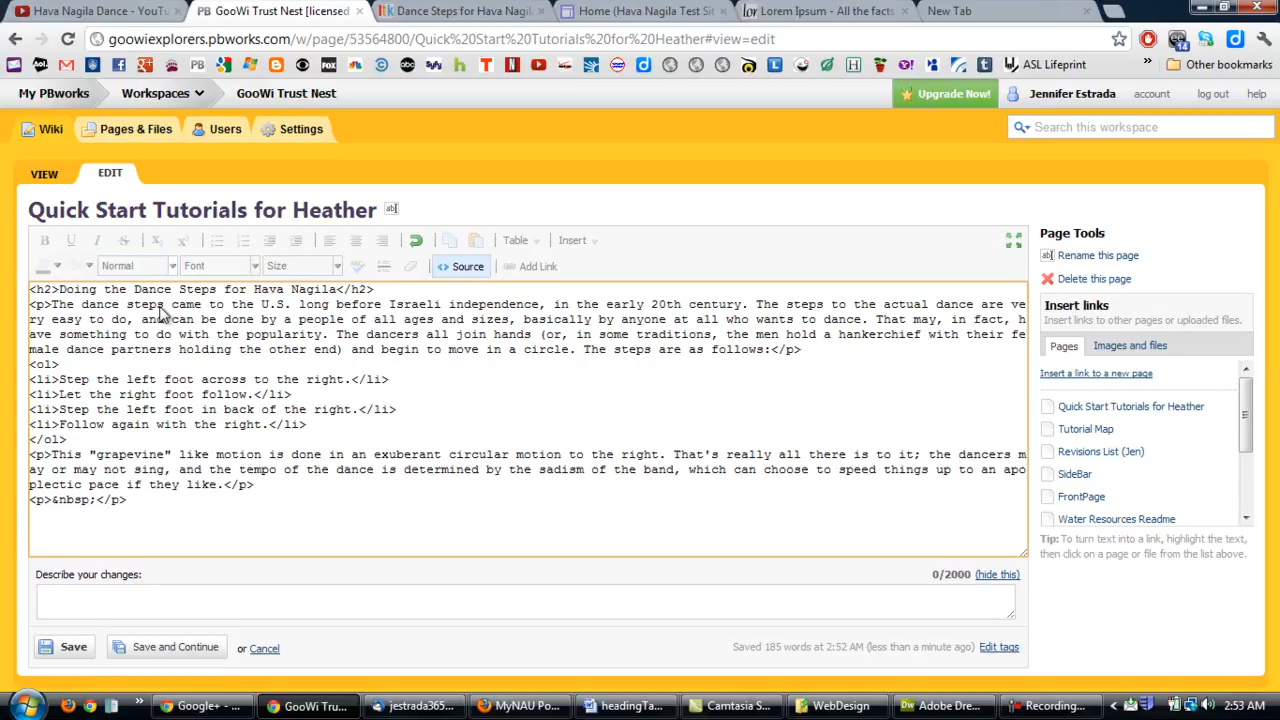 Hava Nagila Dance - YouTu
PB GooWi Trust Nest [licensed
Dance Steps for Hava Nagila
Home (Hava Nagila Test Sit
Lorem Ipsum - All the facts
New Tab
goowiexplorers.pbworks.com/w/page/53564800/Quick%20Start%20Tutorials%20for%20Heather#view=edit
ASL Lifeprint
Other bookmarks
My PBworks
Workspaces
GooWi Trust Nest
Upgrade Now!
Jennifer Estrada
account
log out
help
Wiki
Pages & Files
Users
Settings
Search this workspace
VIEW
EDIT
Quick Start Tutorials for Heather
Table
Insert
Normal
Font
Size
Source
Add Link
<h2>Doing the Dance Steps for Hava Nagila</h2>
<p>The dance steps came to the U.S. long before Israeli independence, in the early 20th century. The steps to the actual dance are ve
ry easy to do, and can be done by a people of all ages and sizes, basically by anyone at all who wants to dance. That may, in fact, h
ave something to do with the popularity. The dancers all join hands (or, in some traditions, the men hold a hankerchief with their fe
male dance partners holding the other end) and begin to move in a circle. The steps are as follows:</p>
<ol>
<li>Step the left foot across to the right.</li>
<li>Let the right foot follow.</li>
<li>Step the left foot in back of the right.</li>
<li>Follow again with the right.</li>
</ol>
<p>This "grapevine" like motion is done in an exuberant circular motion to the right. That's really all there is to it; the dancers m
ay or may not sing, and the tempo of the dance is determined by the sadism of the band, which can choose to speed things up to an apo
plectic pace if they like.</p>
<p>&nbsp;</p>
Page Tools
Rename this page
Delete this page
Insert links
Insert links to other pages or uploaded files.
Pages
Images and files
Insert a link to a new page
Quick Start Tutorials for Heather
Tutorial Map
Revisions List (Jen)
SideBar
FrontPage
Water Resources Readme
Tip: To turn text into a link, highlight the text,
then click on a page or file from the list above.
Describe your changes:
0/2000 (hide this)
Save
Save and Continue
or Cancel
Saved 185 words at 2:52 AM (less than a minute ago)
Edit tags
Google+ - ...
GooWi Tru...
jestrada365...
MyNAU Po...
headingTa...
Camtasia S...
WebDesign
Adobe Dre...
Recording...
2:53 AM